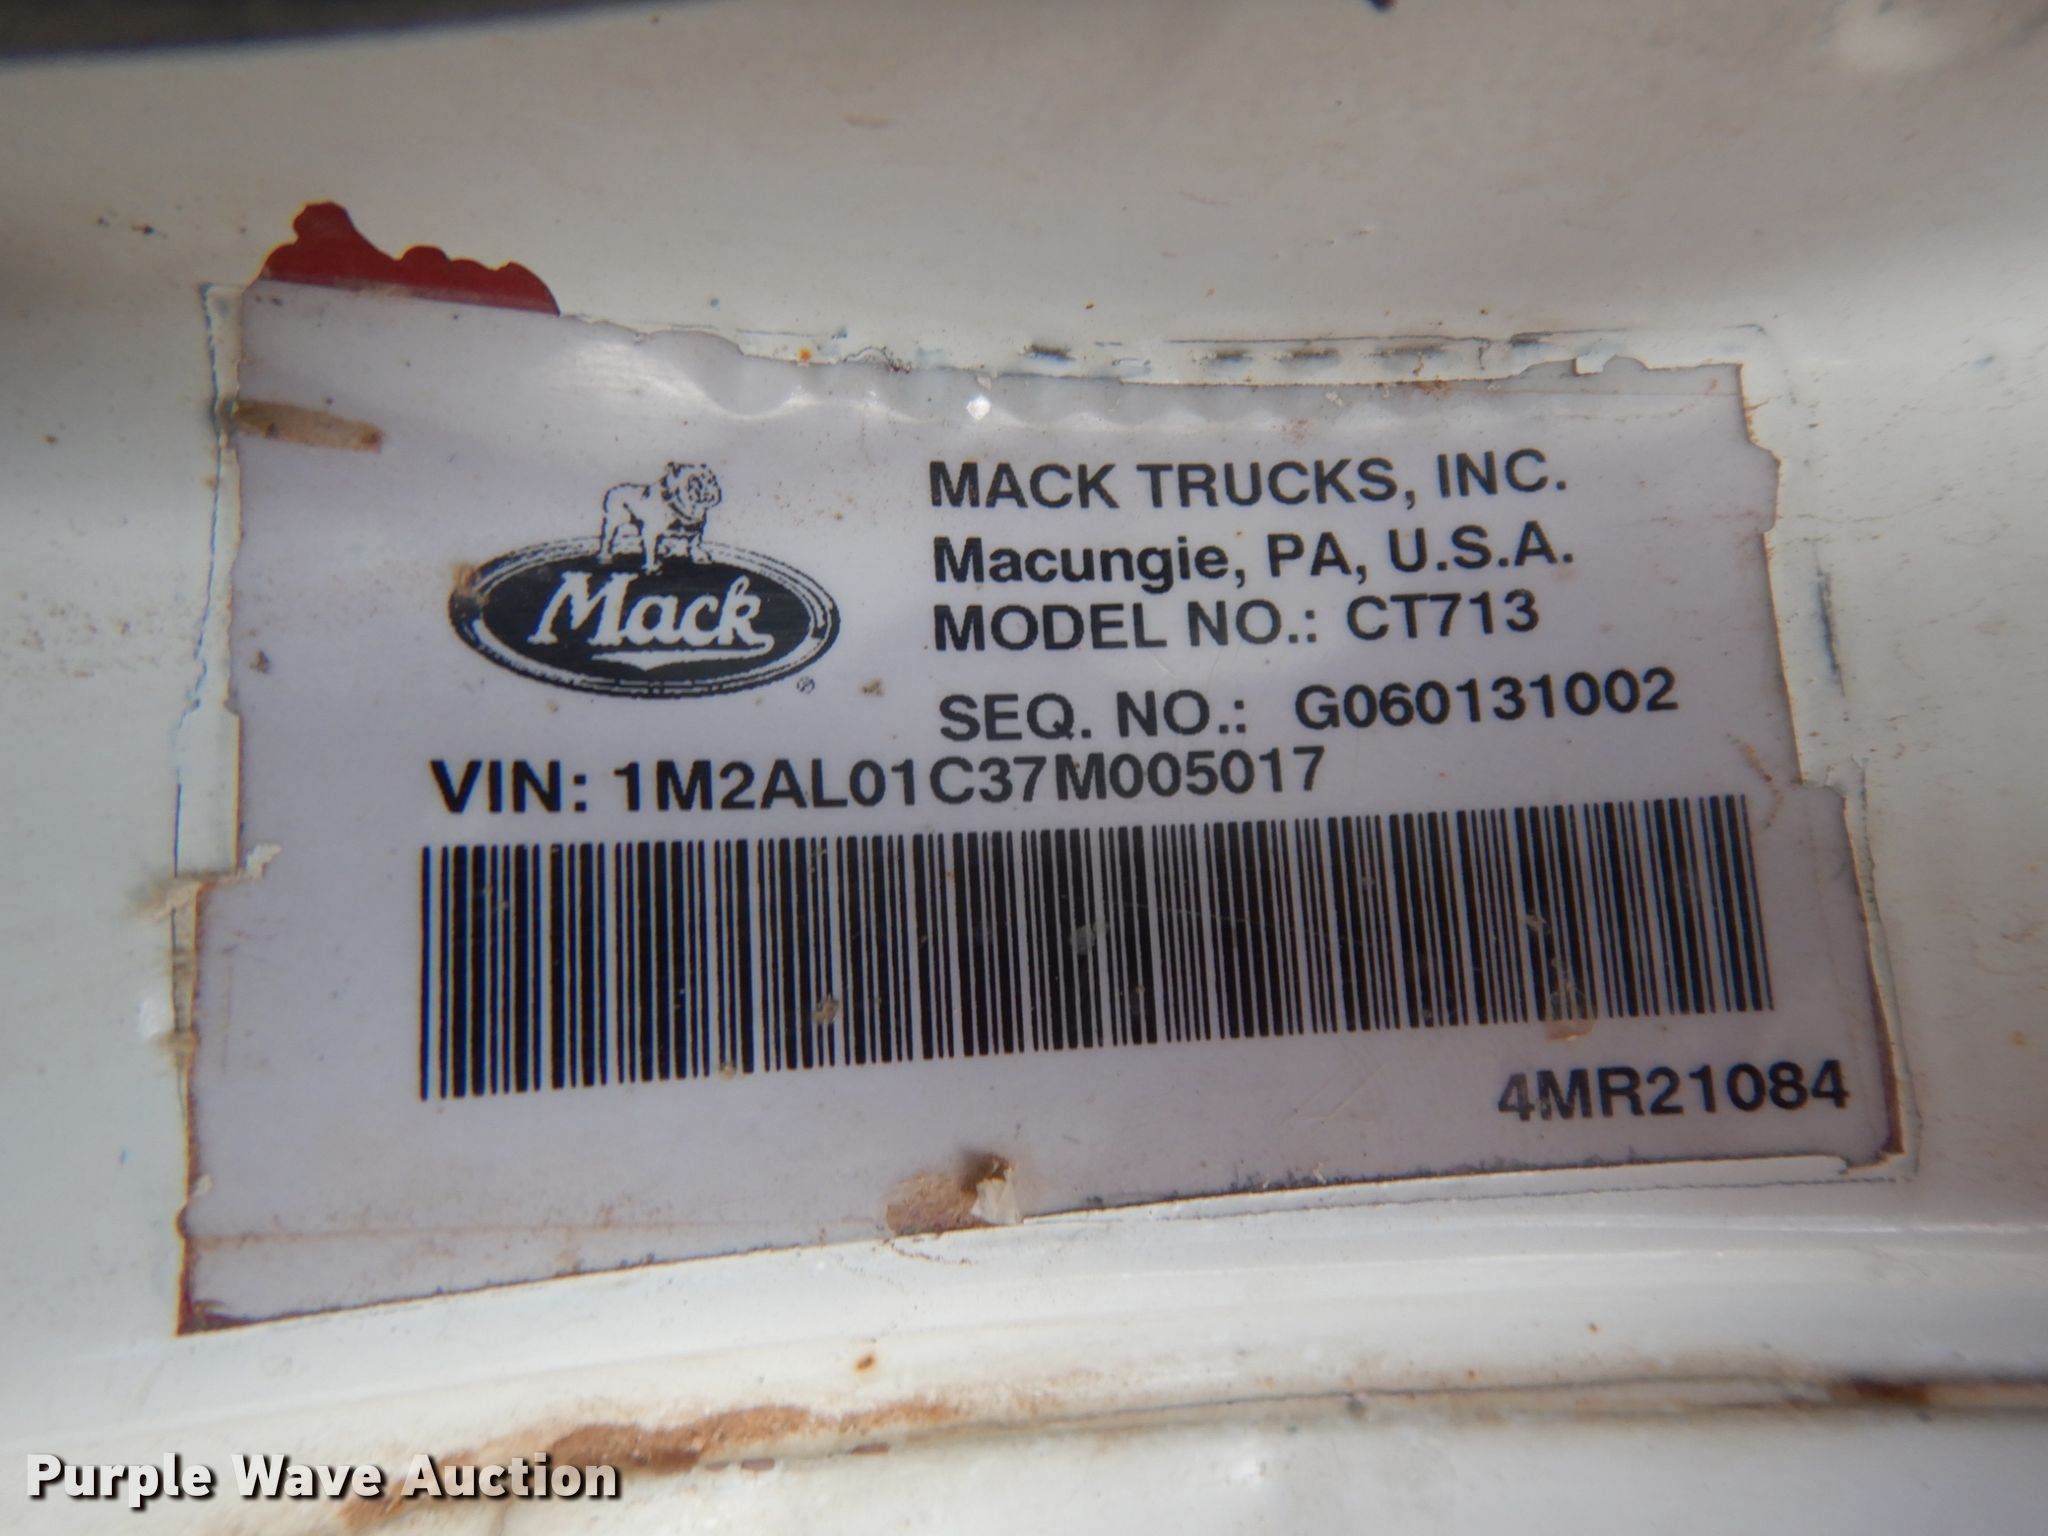 Mack
®
MACK TRUCKS, INC.
Macungie, PA, U.S.A.
MODEL NO.: CT713
SEQ. NO.: G060131002
VIN: 1M2AL01C37M005017
4MR21084
Purple Wave Auction